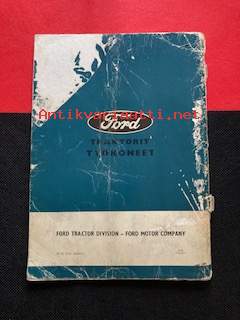 Antikvariaatti.net
Ford
TRAKTORIT
TYÖKONEET
FORD TRACTOR DIVISION - FORD MOTOR COMPANY